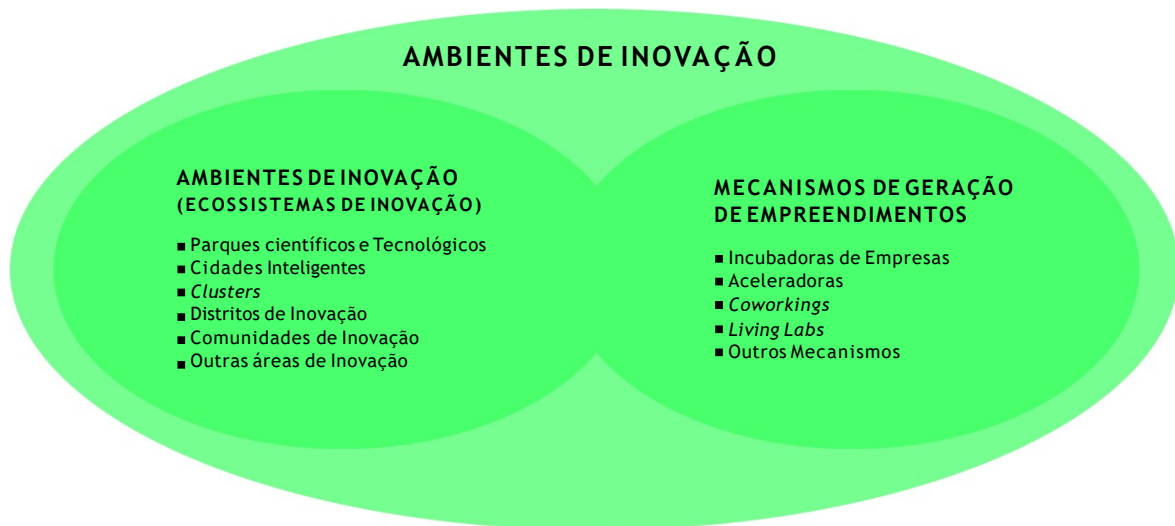 AMBIENTES DE INOVAÇÃO
AMBIENTES DE INOVAÇÃO
(ECOSSISTEMAS DE INOVAÇÃO)
■ Parques científicos e Tecnológicos
■ Cidades Inteligentes
■ Clusters
■ Distritos de Inovação
■ Comunidades de Inovação
■ Outras áreas de Inovação
MECANISMOS DE GERAÇÃO
DE EMPREENDIMENTOS
■ Incubadoras de Empresas
■ Aceleradoras
■ Coworkings
■ Living Labs
■ Outros Mecanismos